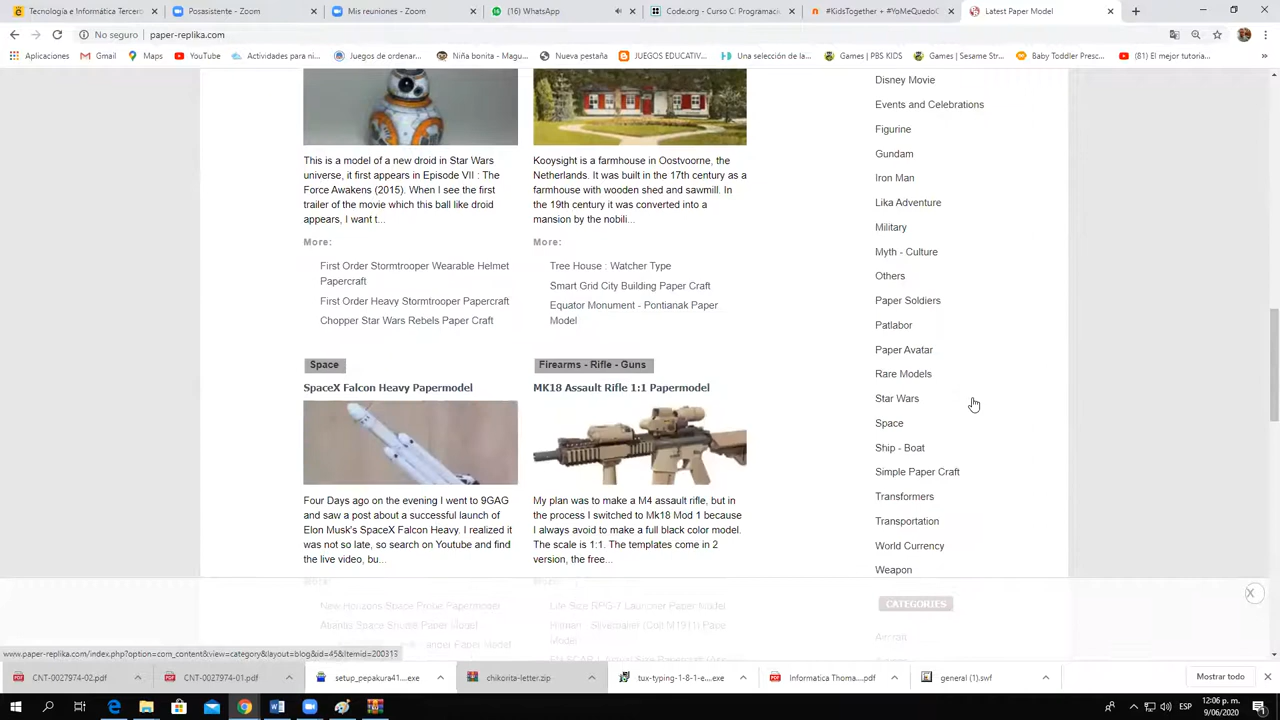 Tecnología e Informática Tercero
Posasistente - Zoom
Mis reuniones - Zoom
(16) WhatsApp
Code.org - Curso C: Programació
#KidsTogether + #YoMeQuedoC
Latest Paper Model
No seguro
paper-replika.com
Aplicaciones
Gmail
Maps
YouTube
Actividades para ni...
Juegos de ordenar...
Niña bonita - Magu...
Nueva pestaña
JUEGOS EDUCATIV...
Una selección de la...
Games | PBS KIDS
Games | Sesame Str...
Baby Toddler Presc...
(81) El mejor tutoria...
This is a model of a new droid in Star Wars
universe, it first appears in Episode VII : The
Force Awakens (2015). When I see the first
trailer of the movie which this ball like droid
appears, I want t...
More:
First Order Stormtrooper Wearable Helmet
Papercraft
First Order Heavy Stormtrooper Papercraft
Chopper Star Wars Rebels Paper Craft
Kooysight is a farmhouse in Oostvoorne, the
Netherlands. It was built in the 17th century as a
farmhouse with wooden shed and sawmill. In
the 19th century it was converted into a
mansion by the nobili...
More:
Tree House : Watcher Type
Smart Grid City Building Paper Craft
Equator Monument - Pontianak Paper
Model
Space
SpaceX Falcon Heavy Papermodel
Four Days ago on the evening I went to 9GAG
and saw a post about a successful launch of
Elon Musk's SpaceX Falcon Heavy. I realized it
was not so late, so search on Youtube and find
the live video, bu...
More:
New Horizons Space Probe Papermodel
Atlantis Space Shuttle Paper Model
ander Paper Model
Firearms - Rifle - Guns
MK18 Assault Rifle 1:1 Papermodel
My plan was to make a M4 assault rifle, but in
the process I switched to Mk18 Mod 1 because
I always avoid to make a full black color model.
The scale is 1:1. The templates come in 2
version, the free...
More:
Life Size RPG-7 Launcher Paper Model
Hitman : Silverballer (Colt M1911) Pape
Model
Disney Movie
Events and Celebrations
Figurine
Gundam
Iron Man
Lika Adventure
Military
Myth - Culture
Others
Paper Soldiers
Patlabor
Paper Avatar
Rare Models
Star Wars
Space
Ship - Boat
Simple Paper Craft
Transformers
Transportation
World Currency
Weapon
CATEGORIES
Aircraft
X
www.paper-replika.com/index.php?option=com_content&view=category&layout=blog&id=45&Itemid=200313
CNT-0027974-02.pdf
CNT-0027974-01.pdf
setup_pepakura41....exe
chikorita-letter.zip
tux-typing-1-8-1-e....exe
Informatica Thoma....pdf
general (1).swf
Mostrar todo
ESP
12:06 p. m.
9/06/2020